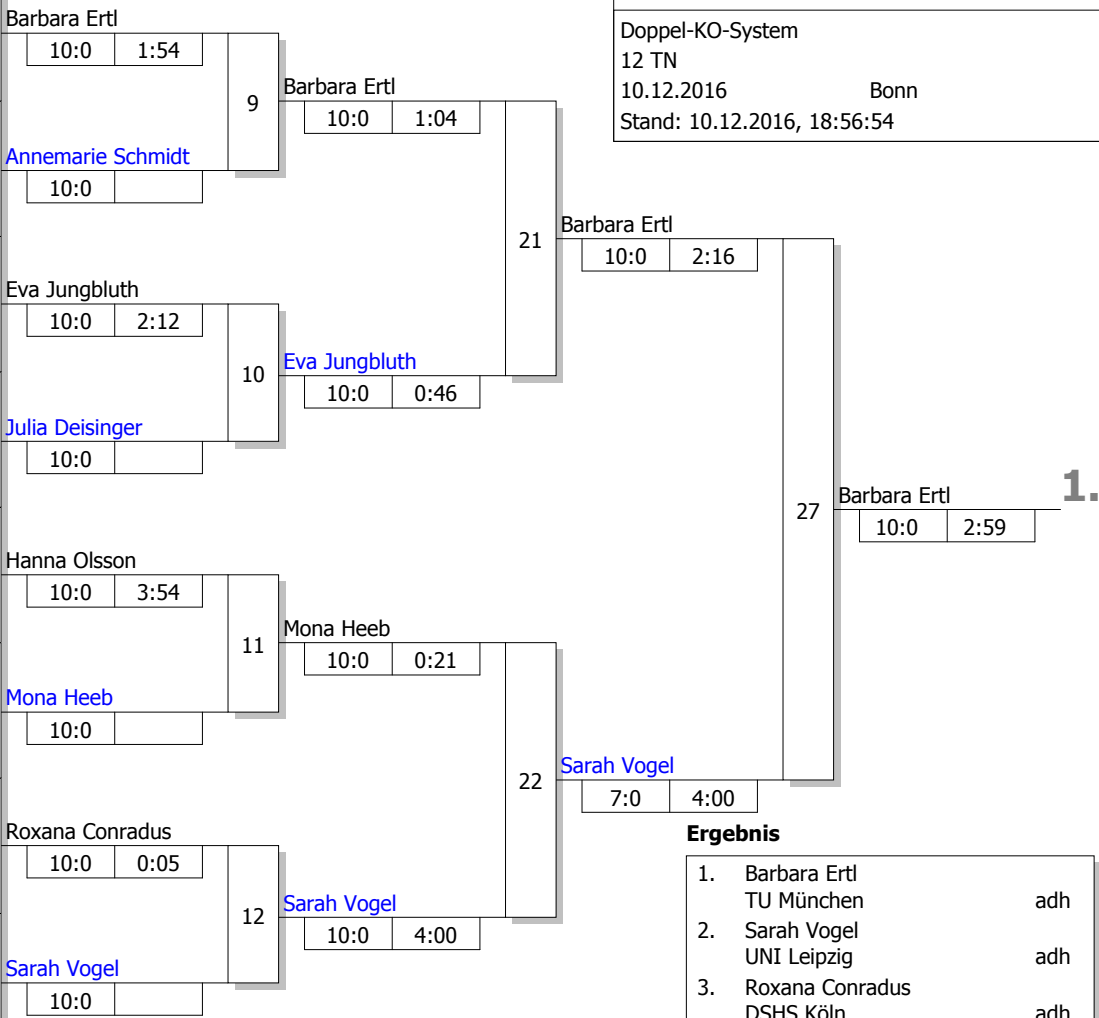 Barbara Ertl
10:0 1:54
9
Annemarie Schmidt
10:0
Eva Jungbluth
10:0 2:12
10
Julia Deisinger
10:0
Hanna Olsson
10:0 3:54
11
Mona Heeb
10:0
Roxana Conradus
10:0 0:05
12
Sarah Vogel
10:0
Barbara Ertl
10:0 1:04
21
Eva Jungbluth
10:0 0:46
Mona Heeb
10:0 0:21
22
Sarah Vogel
10:0 4:00
Barbara Ertl
10:0 2:16
27
Sarah Vogel
7:0 4:00
Barbara Ertl 1.
10:0 2:59
Doppel-KO-System
12 TN
10.12.2016 Bonn
Stand: 10.12.2016, 18:56:54
Ergebnis
1. Barbara Ertl
TU München adh
2. Sarah Vogel
UNI Leipzig adh
3. Roxana Conradus
DSHS Köln adh